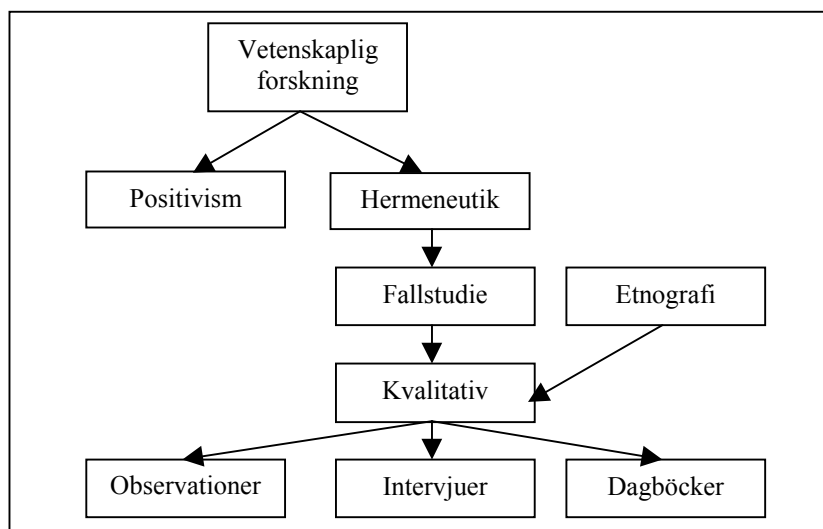 Vetenskaplig
forskning
Positivism
Hermeneutik
Fallstudie
Etnografi
Kvalitativ
Observationer
Intervjuer
Dagböcker